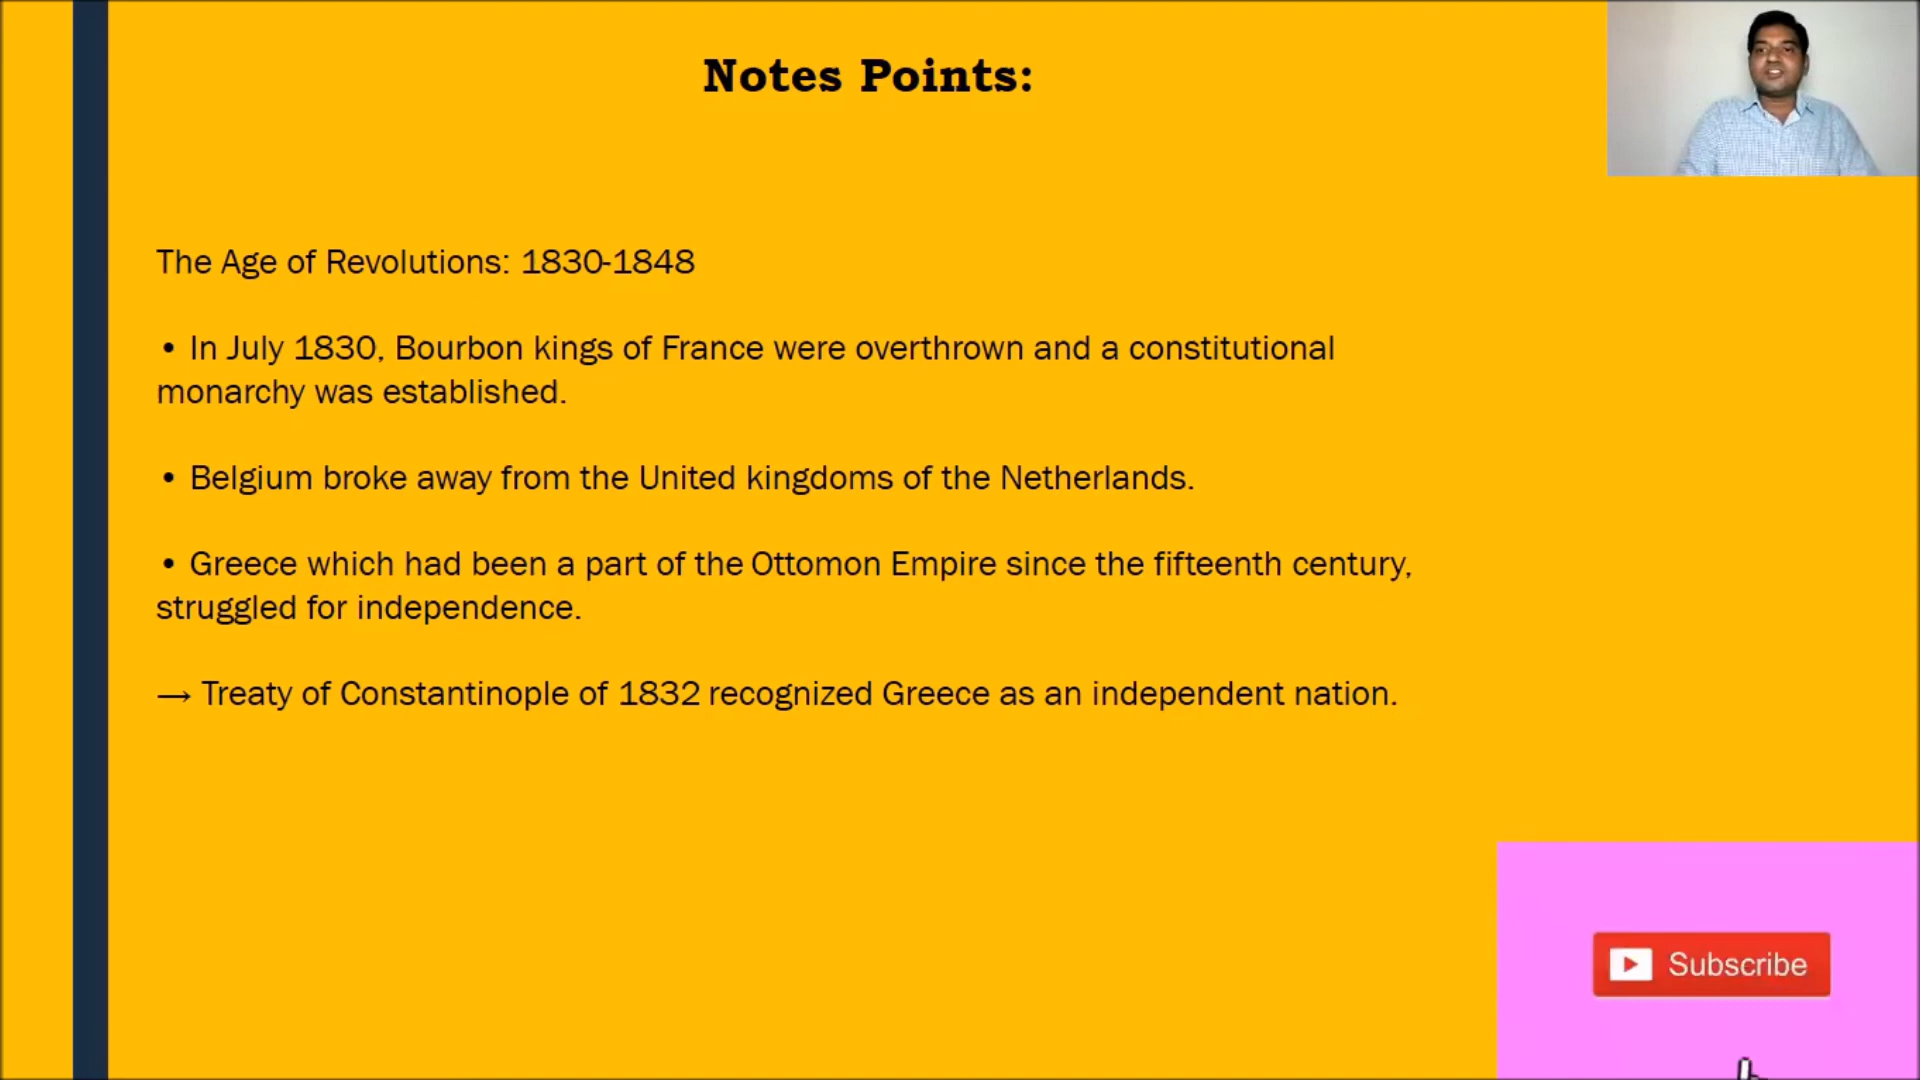 Notes Points:
The Age of Revolutions: 1830-1848
• In July 1830, Bourbon kings of France were overthrown and a constitutional
monarchy was established.
• Belgium broke away from the United kingdoms of the Netherlands.
• Greece which had been a part of the Ottomon Empire since the fifteenth century,
struggled for independence.
→ Treaty of Constantinople of 1832 recognized Greece as an independent nation.
Subscribe